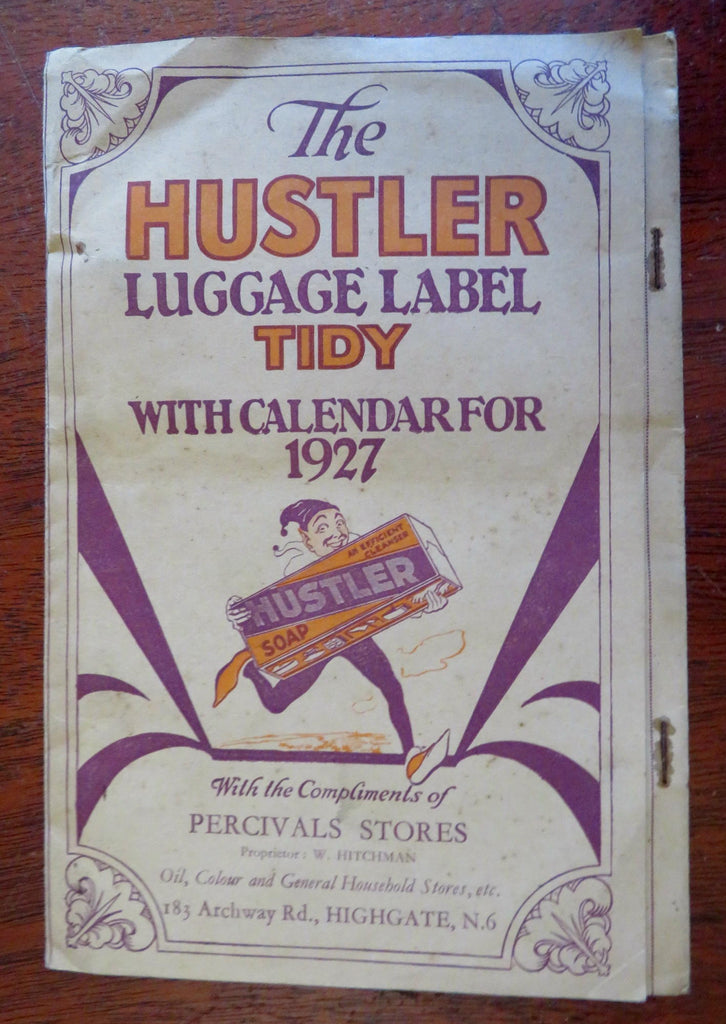 The
HUSTLER
LUGGAGE LABEL
TIDY
WITH CALENDAR FOR
1927
AN EFFICIENT
CLEANSER
HUSTLER
SOAP
With the Compliments of
PERCIVALS STORES
Proprietor: W. HITCHMAN
Oil, Colour and General Household Stores, etc.
183 Archway Rd., HIGHGATE, N.6